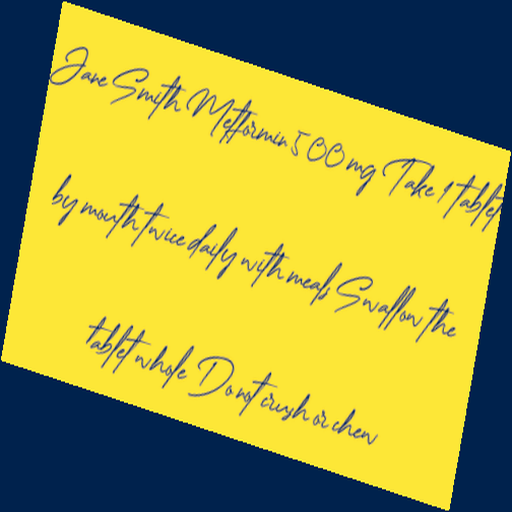 Jane Smith Metformin 500 mg Take 1 tablet
by mouth twice daily with meals Swallow the
tablet whole Do not crush or chew